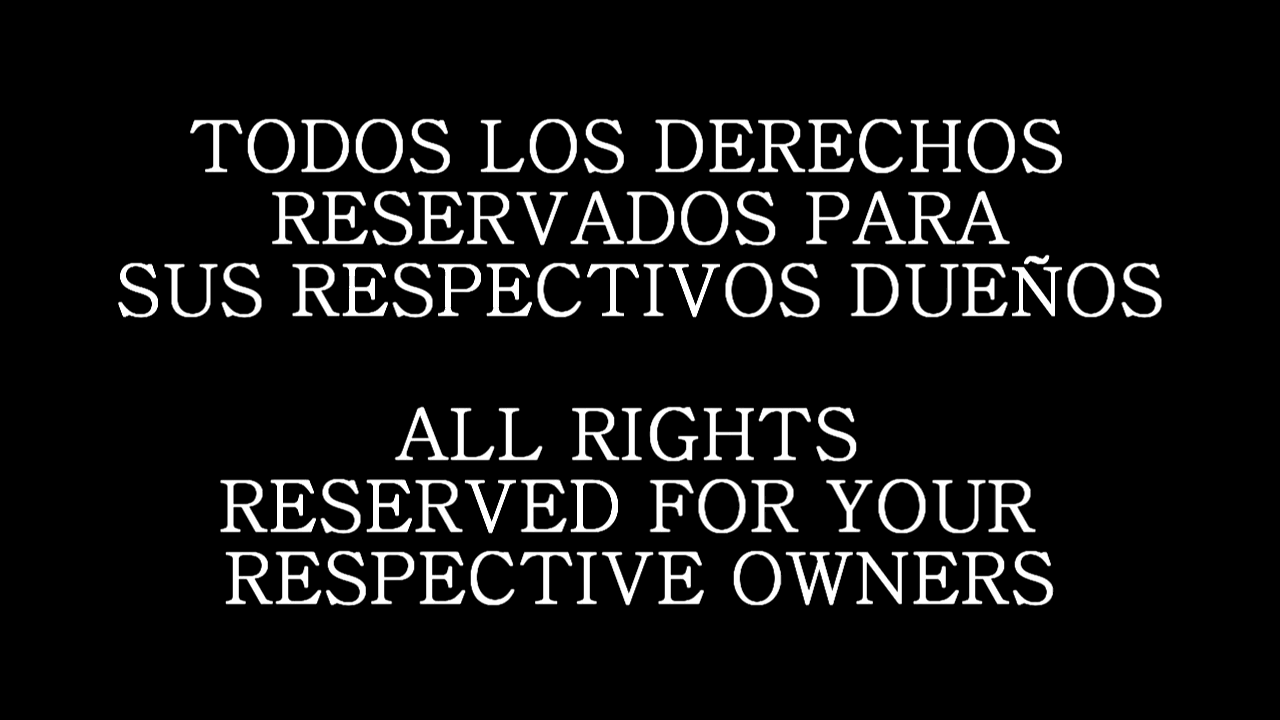 TODOS LOS DERECHOS
RESERVADOS PARA
SUS RESPECTIVOS DUEÑOS
ALL RIGHTS
RESERVED FOR YOUR
RESPECTIVE OWNERS